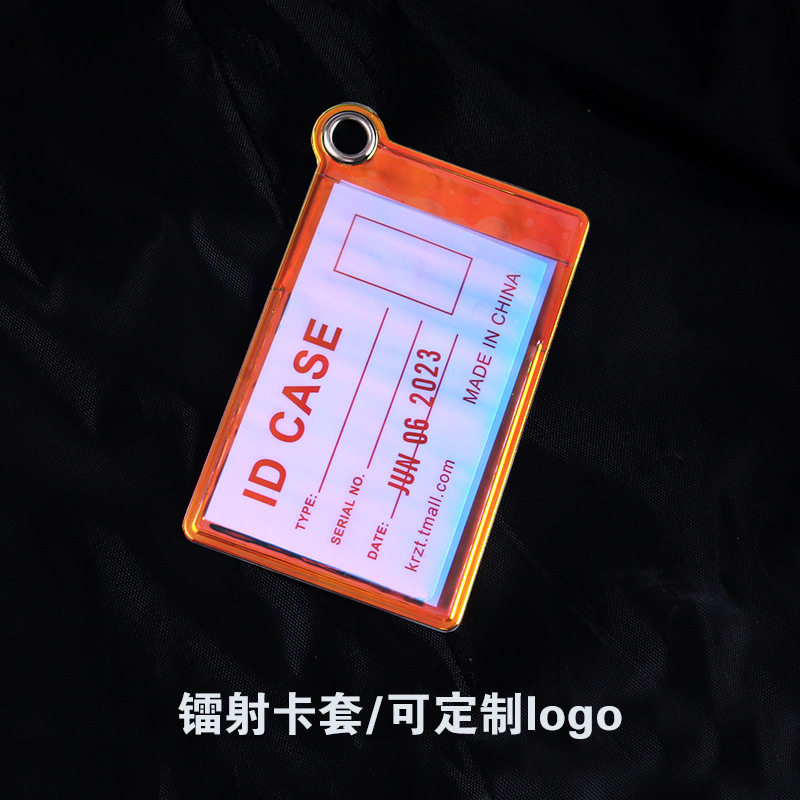 ID CASE
TYPE:
SERIAL NO.
DATE: JUN 06 2023
krzt.tmall.com
MADE IN CHINA
镭射卡套/可定制logo